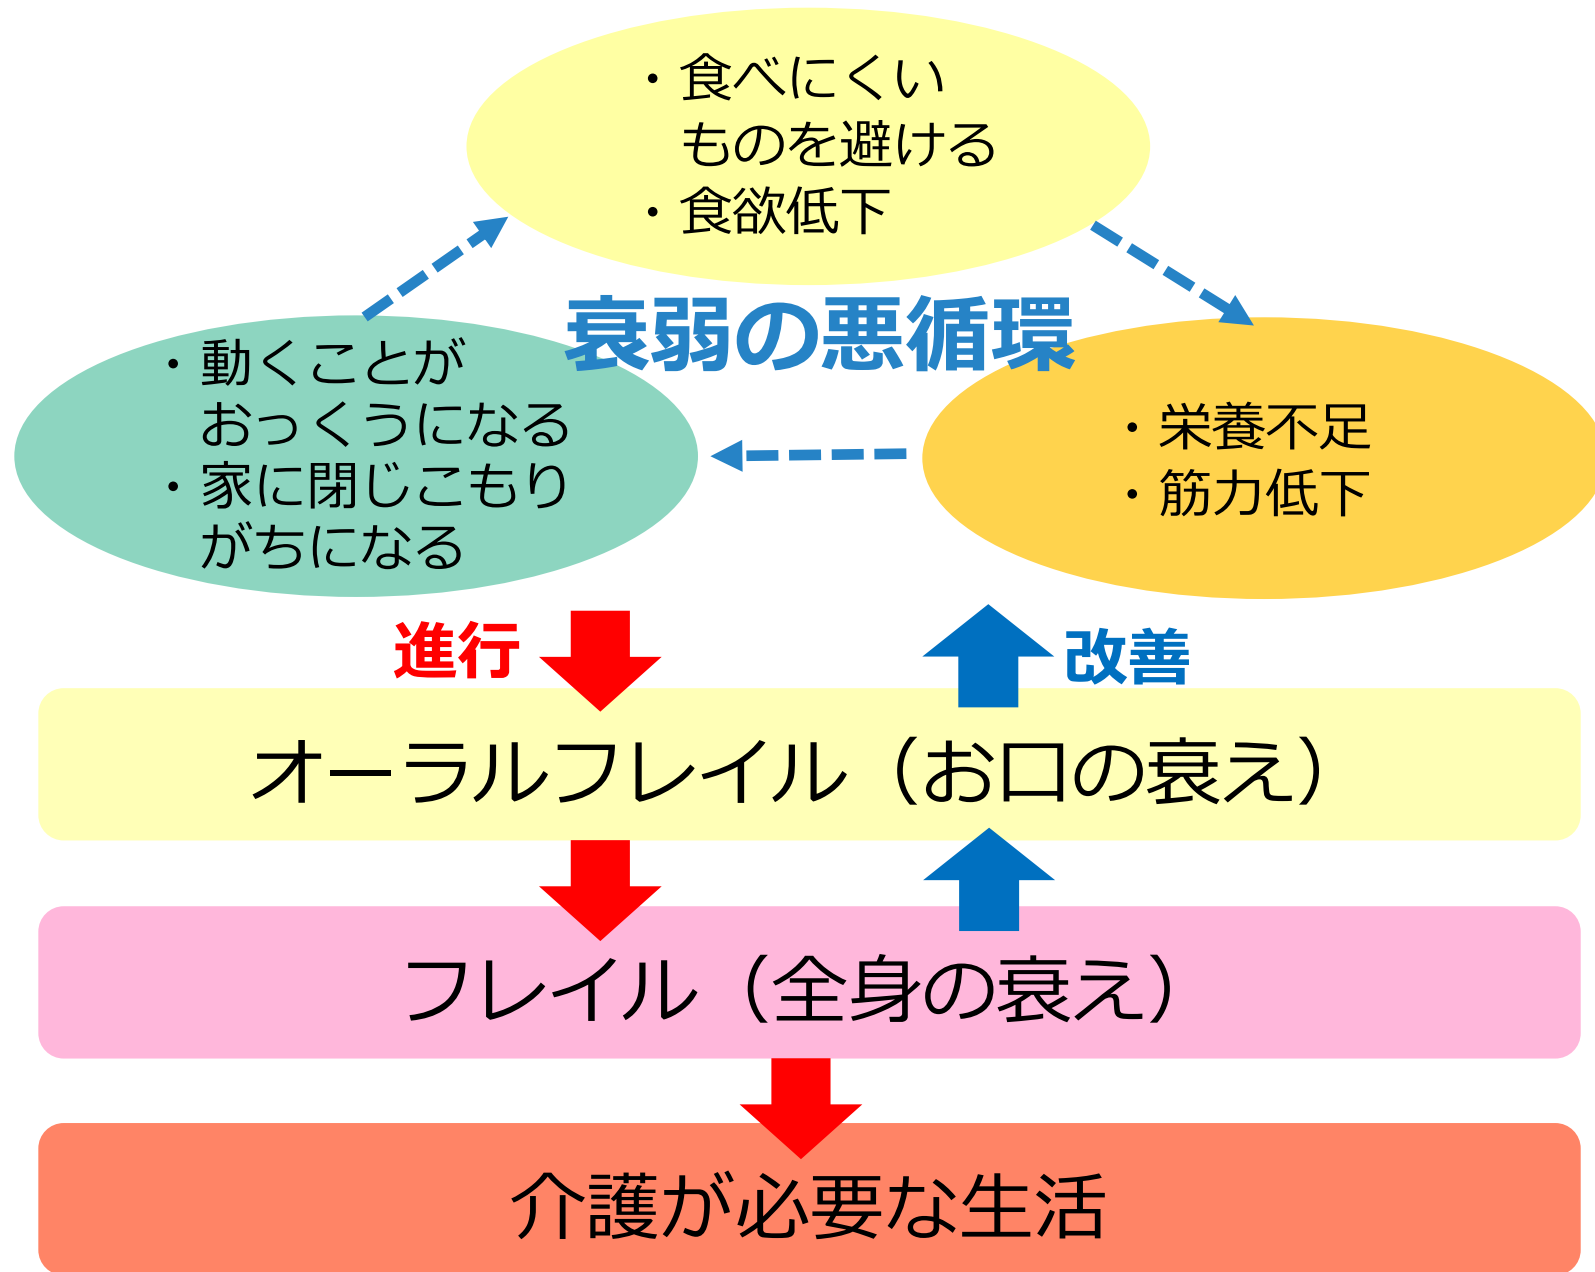 ・食べにくい
ものを避ける
・食欲低下
衰弱の悪循環
・動くことが
おっくうになる
・家に閉じこもり
がちになる
・栄養不足
・筋力低下
進行
改善
オーラルフレイル（お口の衰え）
フレイル（全身の衰え）
介護が必要な生活